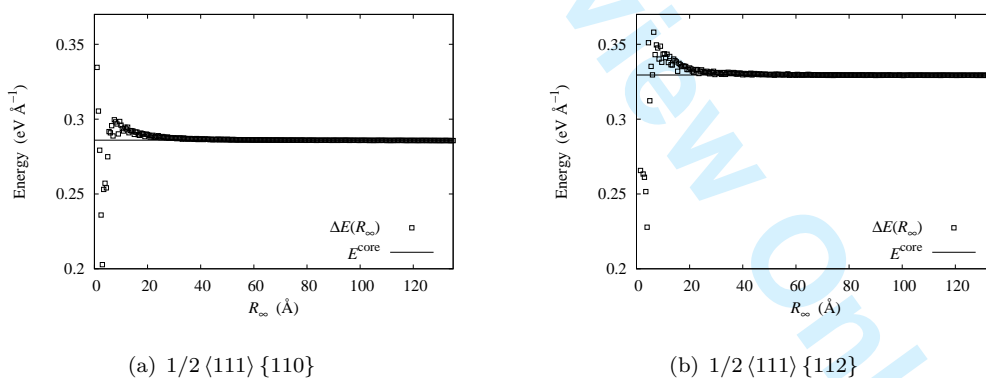 0.35
0.3
0.25
0.2
Energy (eV Å⁻¹)
0 20 40 60 80 100 120
R∞ (Å)
ΔE(R∞)
E^core
(a) 1/2 ⟨111⟩ {110}
0.35
0.3
0.25
0.2
Energy (eV Å⁻¹)
0 20 40 60 80 100 120
R∞ (Å)
ΔE(R∞)
E^core
(b) 1/2 ⟨111⟩ {112}
view Onl